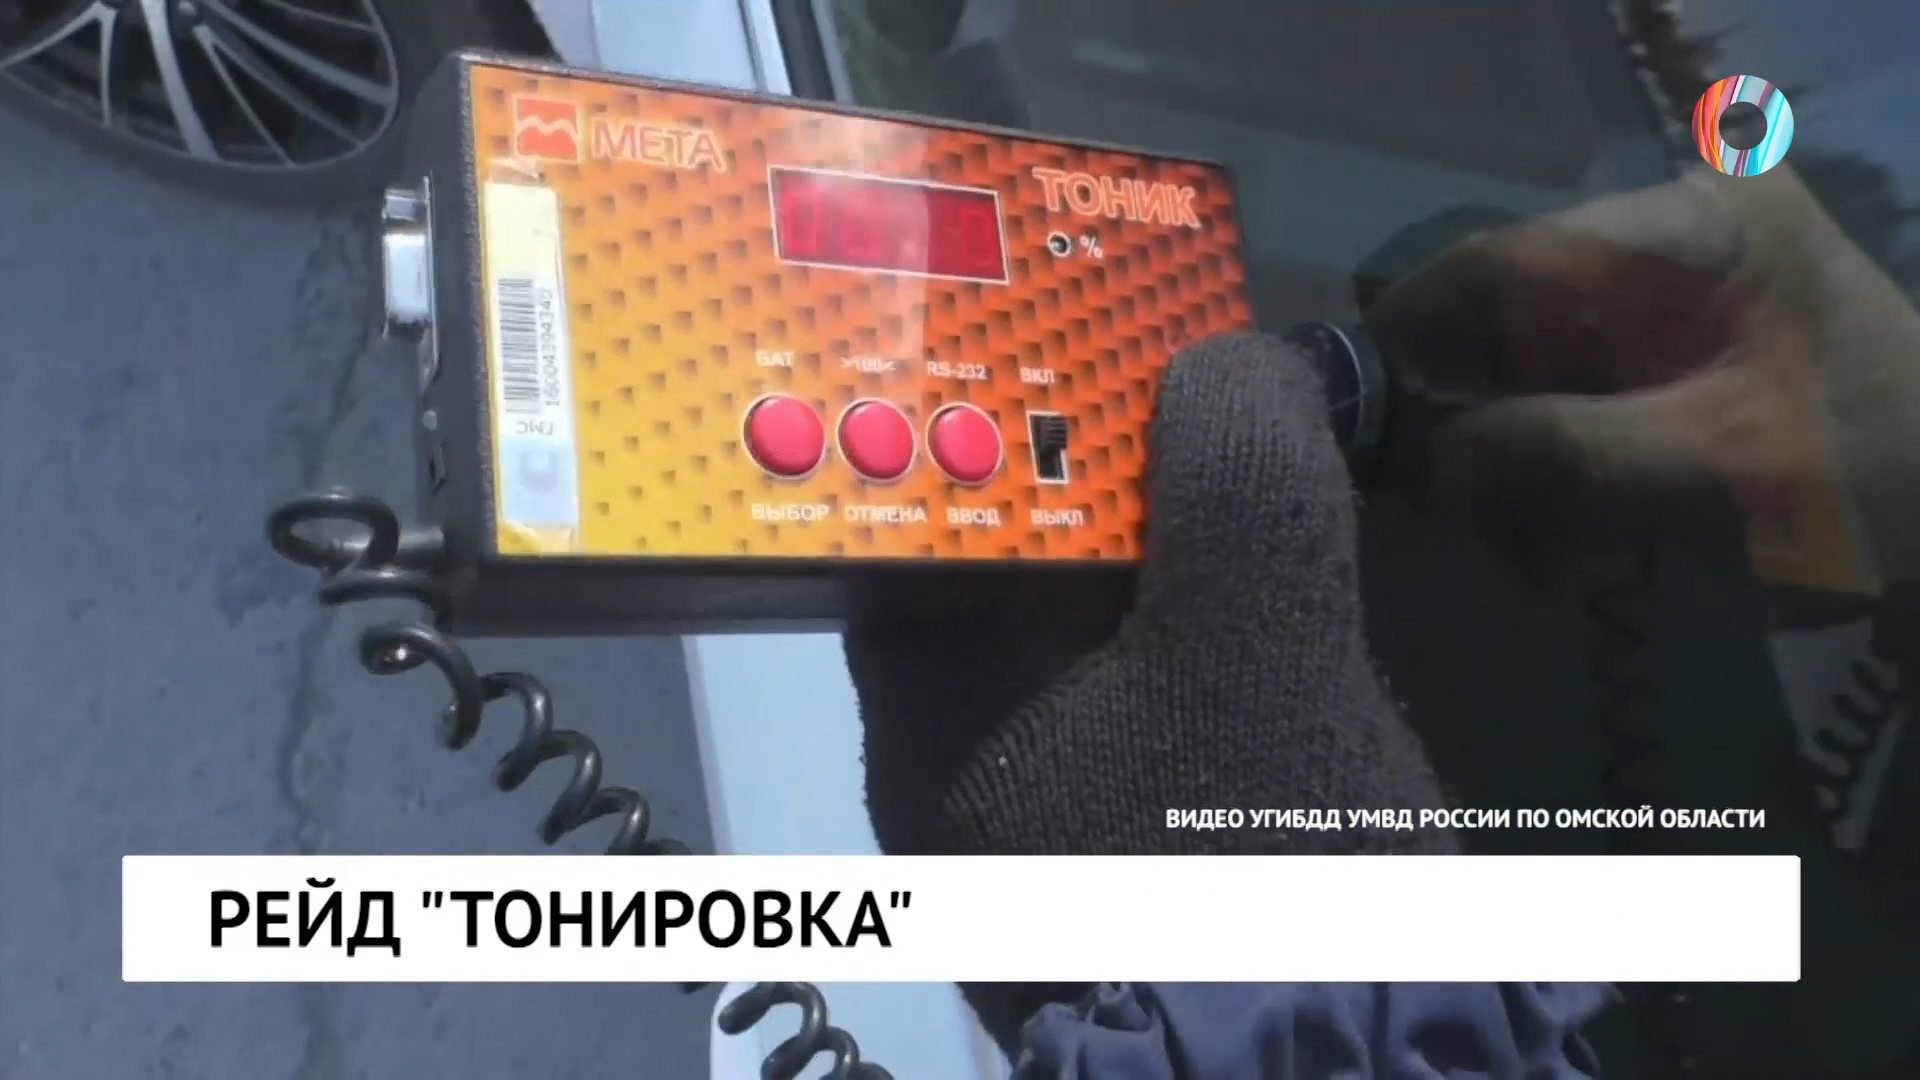 МЕТА
ТОНИК
%
БАТ >100< RS-232 ВКЛ
ВЫБОР ОТМЕНА ВВОД ВЫКЛ
ГМС
ВИДЕО УГИБДД УМВД РОССИИ ПО ОМСКОЙ ОБЛАСТИ
РЕЙД "ТОНИРОВКА"